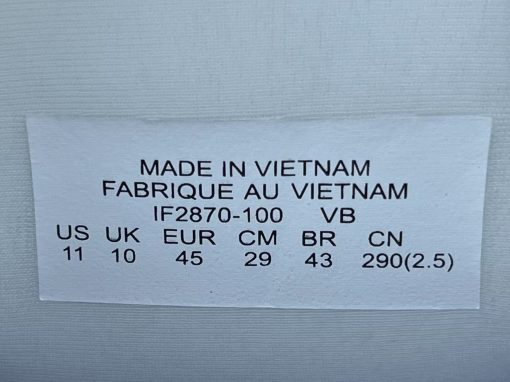 MADE IN VIETNAM
FABRIQUE AU VIETNAM
IF2870-100 VB
US UK EUR CM BR CN
11 10 45 29 43 290(2.5)